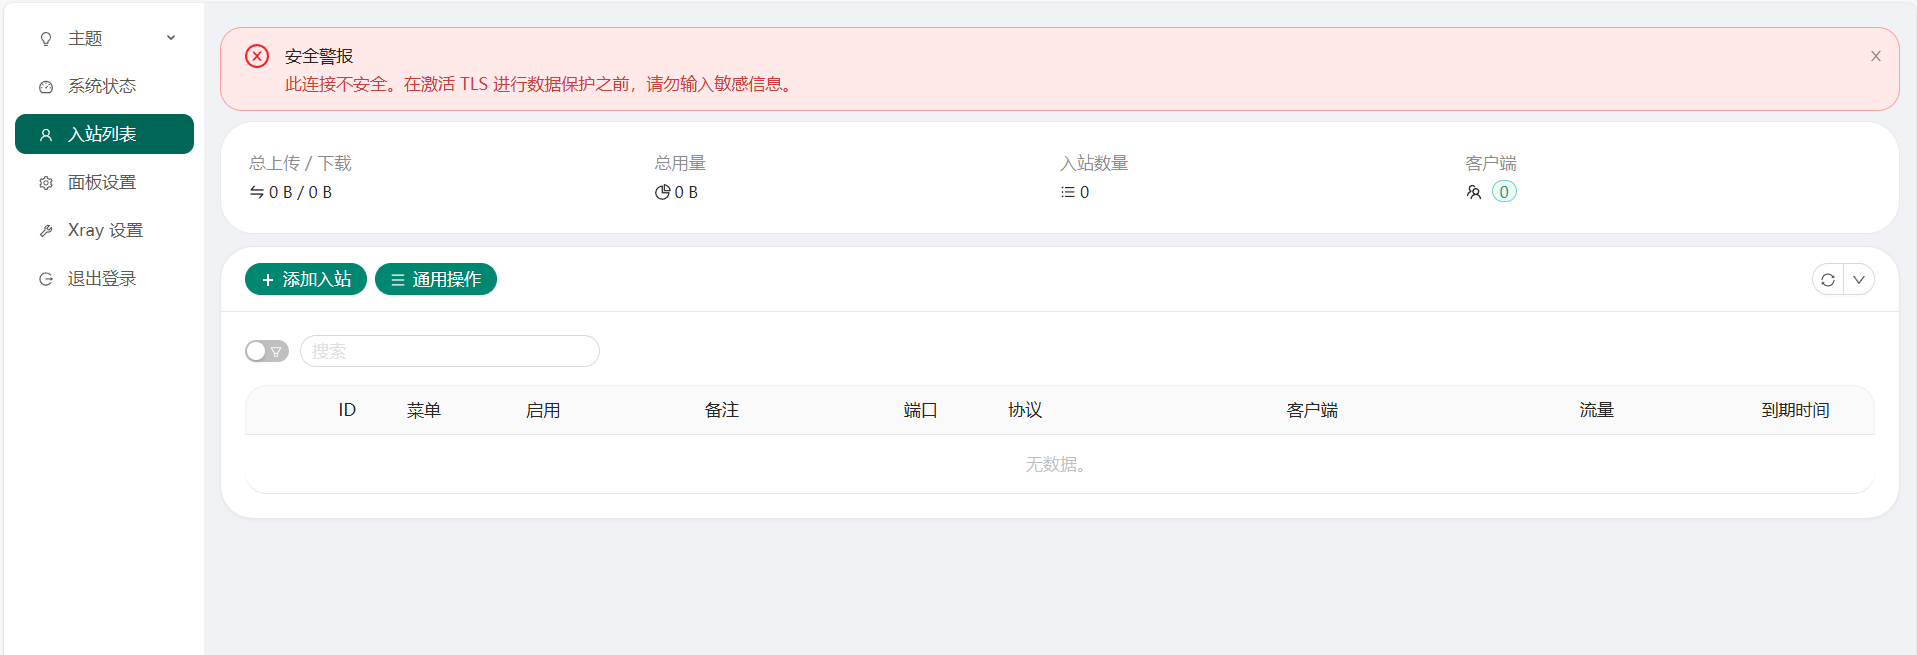 主题
系统状态
入站列表
面板设置
Xray 设置
退出登录
安全警报
此连接不安全。在激活 TLS 进行数据保护之前，请勿输入敏感信息。
总上传 / 下载
0 B / 0 B
总用量
0 B
入站数量
0
客户端
0
添加入站 通用操作
搜索
ID 菜单 启用 备注 端口 协议 客户端 流量 到期时间
无数据。